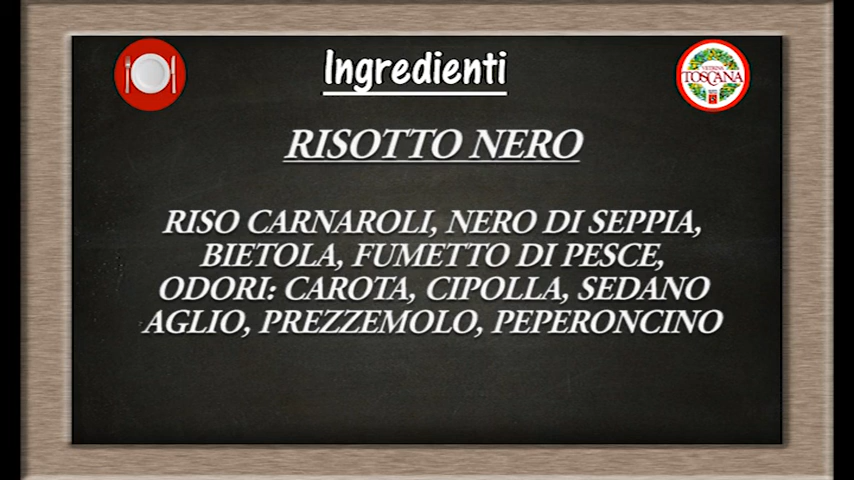 Ingredienti
VETRINA
TOSCANA
RISOTTO NERO
RISO CARNAROLI, NERO DI SEPPIA,
BIETOLA, FUMETTO DI PESCE,
ODORI: CAROTA, CIPOLLA, SEDANO
AGLIO, PREZZEMOLO, PEPERONCINO